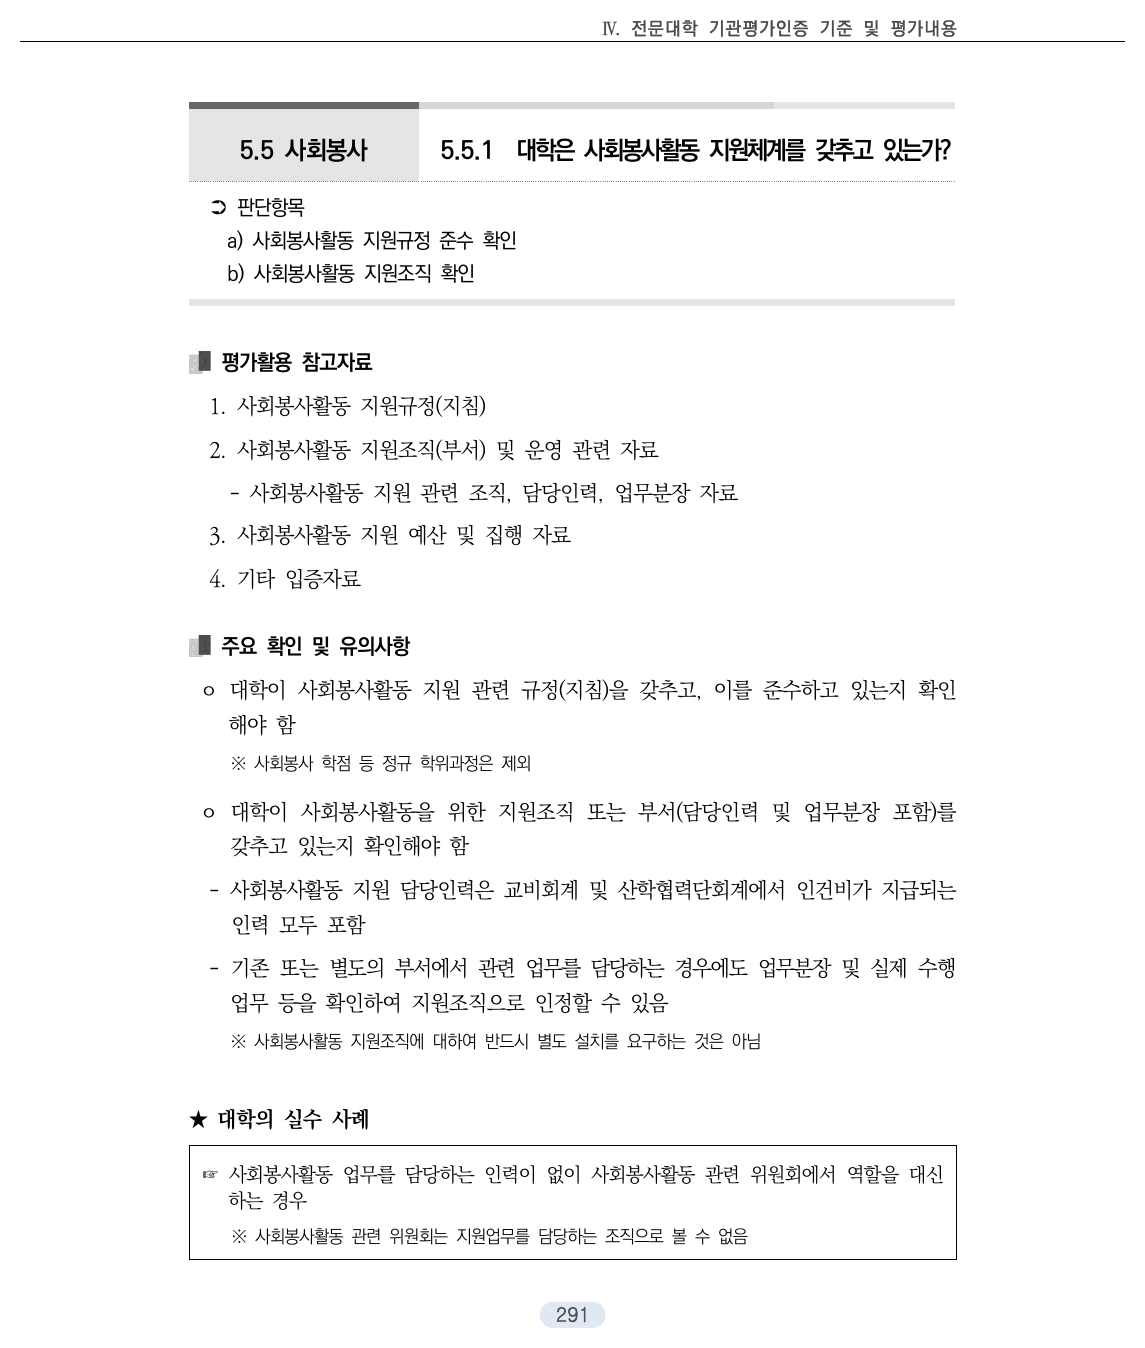 Ⅳ. 전문대학 기관평가인증 기준 및 평가내용
5.5 사회봉사
5.5.1 대학은 사회봉사활동 지원체계를 갖추고 있는가?
➲ 판단항목
a) 사회봉사활동 지원규정 준수 확인
b) 사회봉사활동 지원조직 확인
평가활용 참고자료
1. 사회봉사활동 지원규정(지침)
2. 사회봉사활동 지원조직(부서) 및 운영 관련 자료
- 사회봉사활동 지원 관련 조직, 담당인력, 업무분장 자료
3. 사회봉사활동 지원 예산 및 집행 자료
4. 기타 입증자료
주요 확인 및 유의사항
ㅇ 대학이 사회봉사활동 지원 관련 규정(지침)을 갖추고, 이를 준수하고 있는지 확인
해야 함
※ 사회봉사 학점 등 정규 학위과정은 제외
ㅇ 대학이 사회봉사활동을 위한 지원조직 또는 부서(담당인력 및 업무분장 포함)를
갖추고 있는지 확인해야 함
- 사회봉사활동 지원 담당인력은 교비회계 및 산학협력단회계에서 인건비가 지급되는
인력 모두 포함
- 기존 또는 별도의 부서에서 관련 업무를 담당하는 경우에도 업무분장 및 실제 수행
업무 등을 확인하여 지원조직으로 인정할 수 있음
※ 사회봉사활동 지원조직에 대하여 반드시 별도 설치를 요구하는 것은 아님
★ 대학의 실수 사례
☞ 사회봉사활동 업무를 담당하는 인력이 없이 사회봉사활동 관련 위원회에서 역할을 대신
하는 경우
※ 사회봉사활동 관련 위원회는 지원업무를 담당하는 조직으로 볼 수 없음
291